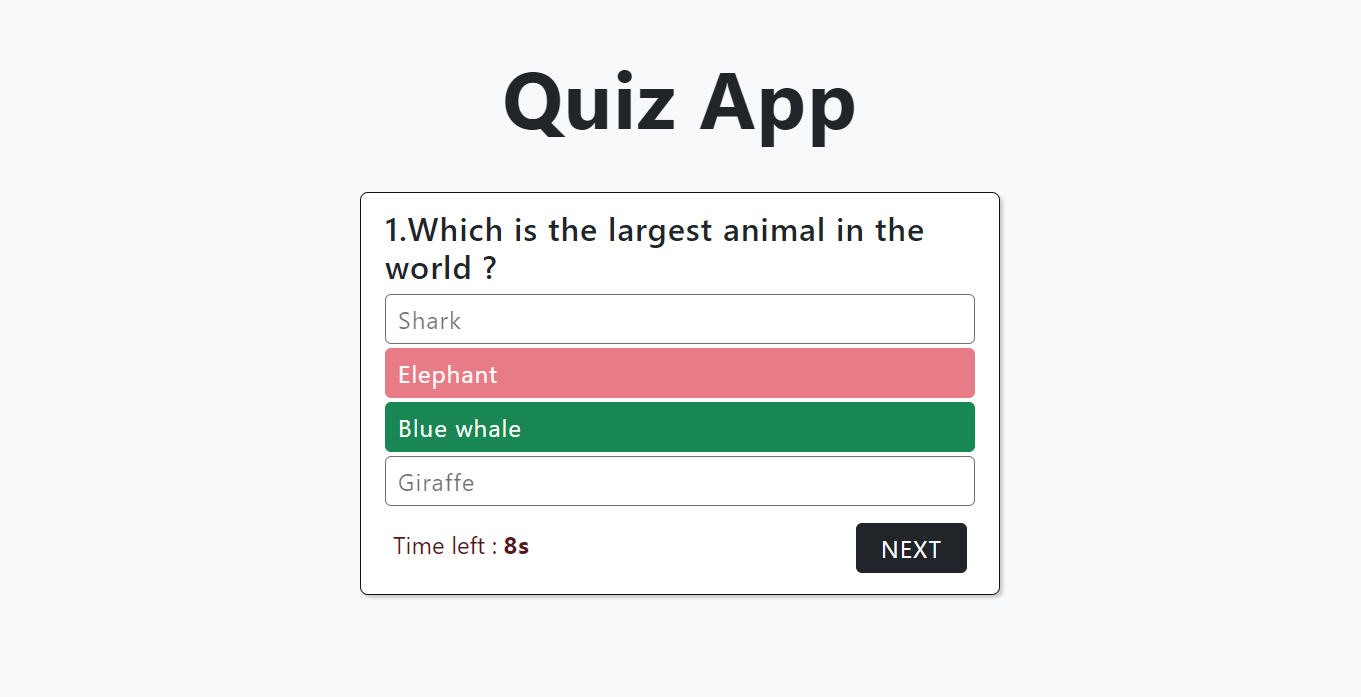 Quiz App
1.Which is the largest animal in the
world ?
Shark
Elephant
Blue whale
Giraffe
Time left : 8s
NEXT